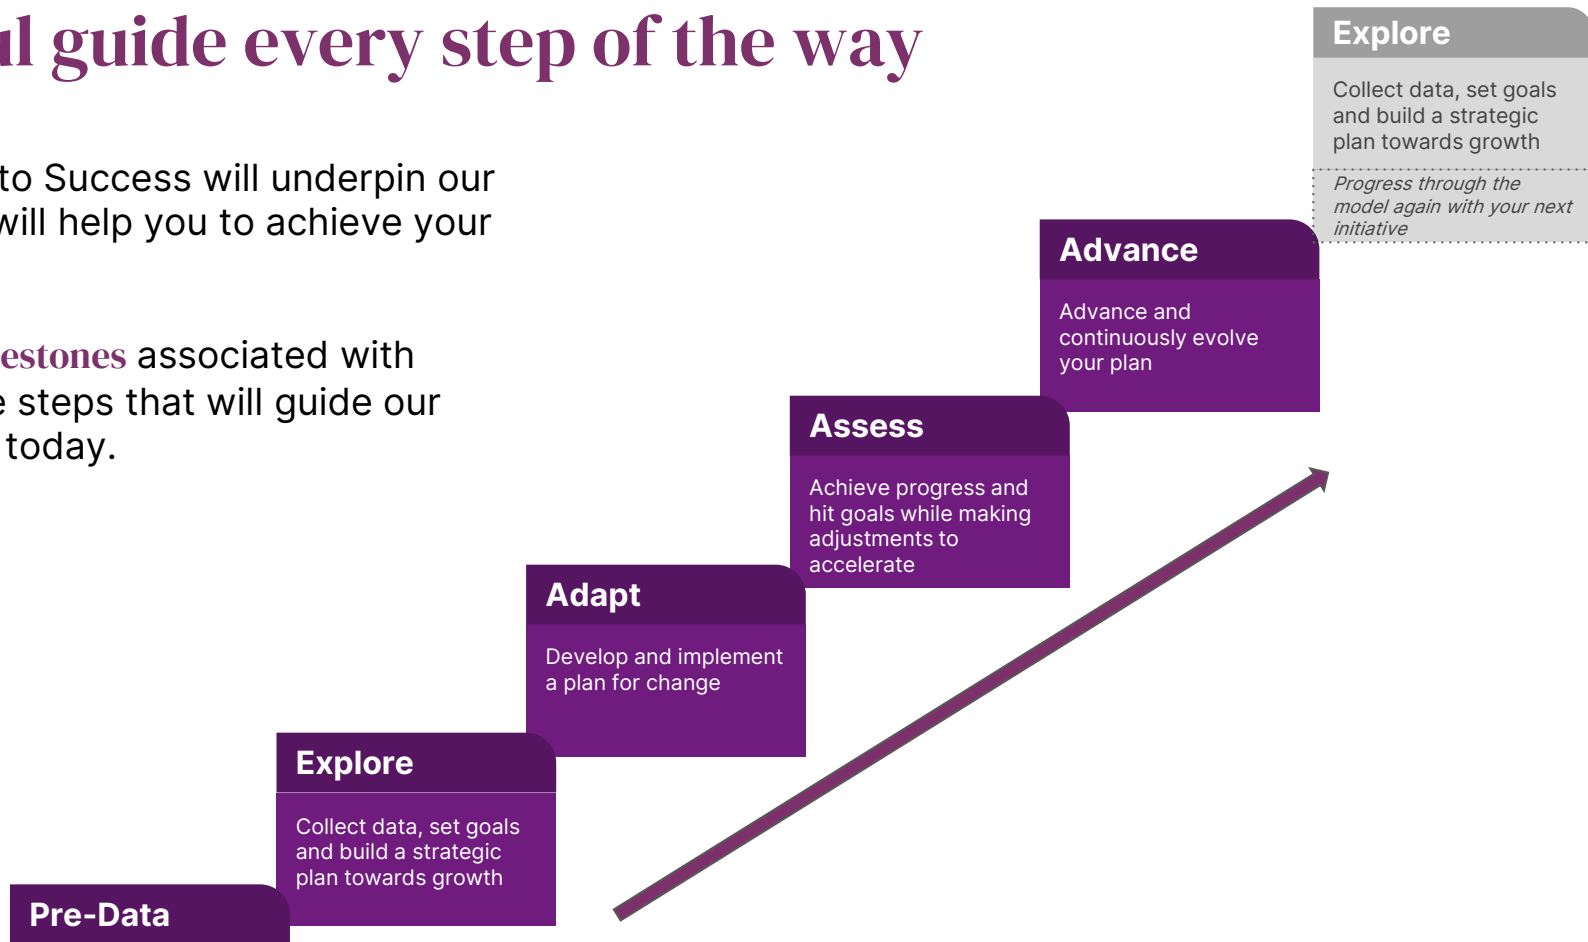 guide every step of the way
to Success will underpin our
will help you to achieve your
estones associated with
steps that will guide our
today.
Explore
Collect data, set goals
and build a strategic
plan towards growth
Progress through the
model again with your next
initiative
Advance
Advance and
continuously evolve
your plan
Assess
Achieve progress and
hit goals while making
adjustments to
accelerate
Adapt
Develop and implement
a plan for change
Explore
Collect data, set goals
and build a strategic
plan towards growth
Pre-Data